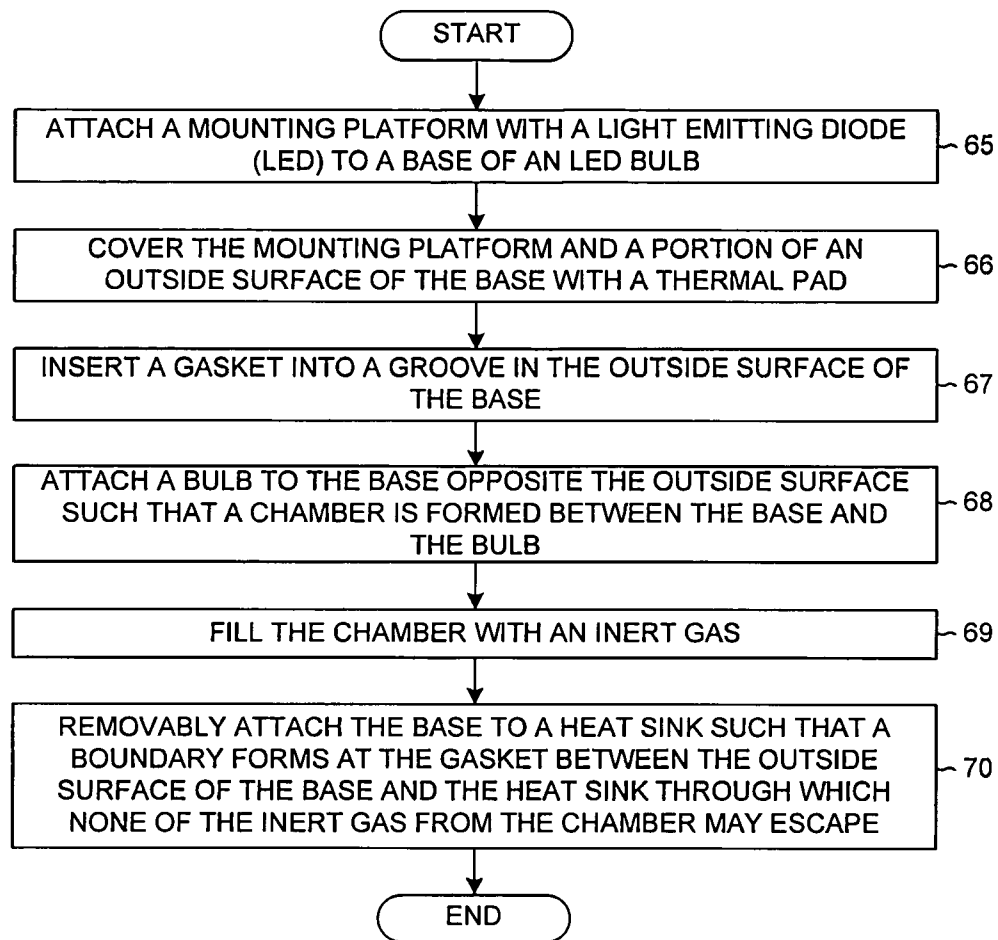 START
ATTACH A MOUNTING PLATFORM WITH A LIGHT EMITTING DIODE
(LED) TO A BASE OF AN LED BULB
~ 65
COVER THE MOUNTING PLATFORM AND A PORTION OF AN
OUTSIDE SURFACE OF THE BASE WITH A THERMAL PAD
~ 66
INSERT A GASKET INTO A GROOVE IN THE OUTSIDE SURFACE OF
THE BASE
~ 67
ATTACH A BULB TO THE BASE OPPOSITE THE OUTSIDE SURFACE
SUCH THAT A CHAMBER IS FORMED BETWEEN THE BASE AND
THE BULB
~ 68
FILL THE CHAMBER WITH AN INERT GAS
~ 69
REMOVABLY ATTACH THE BASE TO A HEAT SINK SUCH THAT A
BOUNDARY FORMS AT THE GASKET BETWEEN THE OUTSIDE
SURFACE OF THE BASE AND THE HEAT SINK THROUGH WHICH
NONE OF THE INERT GAS FROM THE CHAMBER MAY ESCAPE
~ 70
END